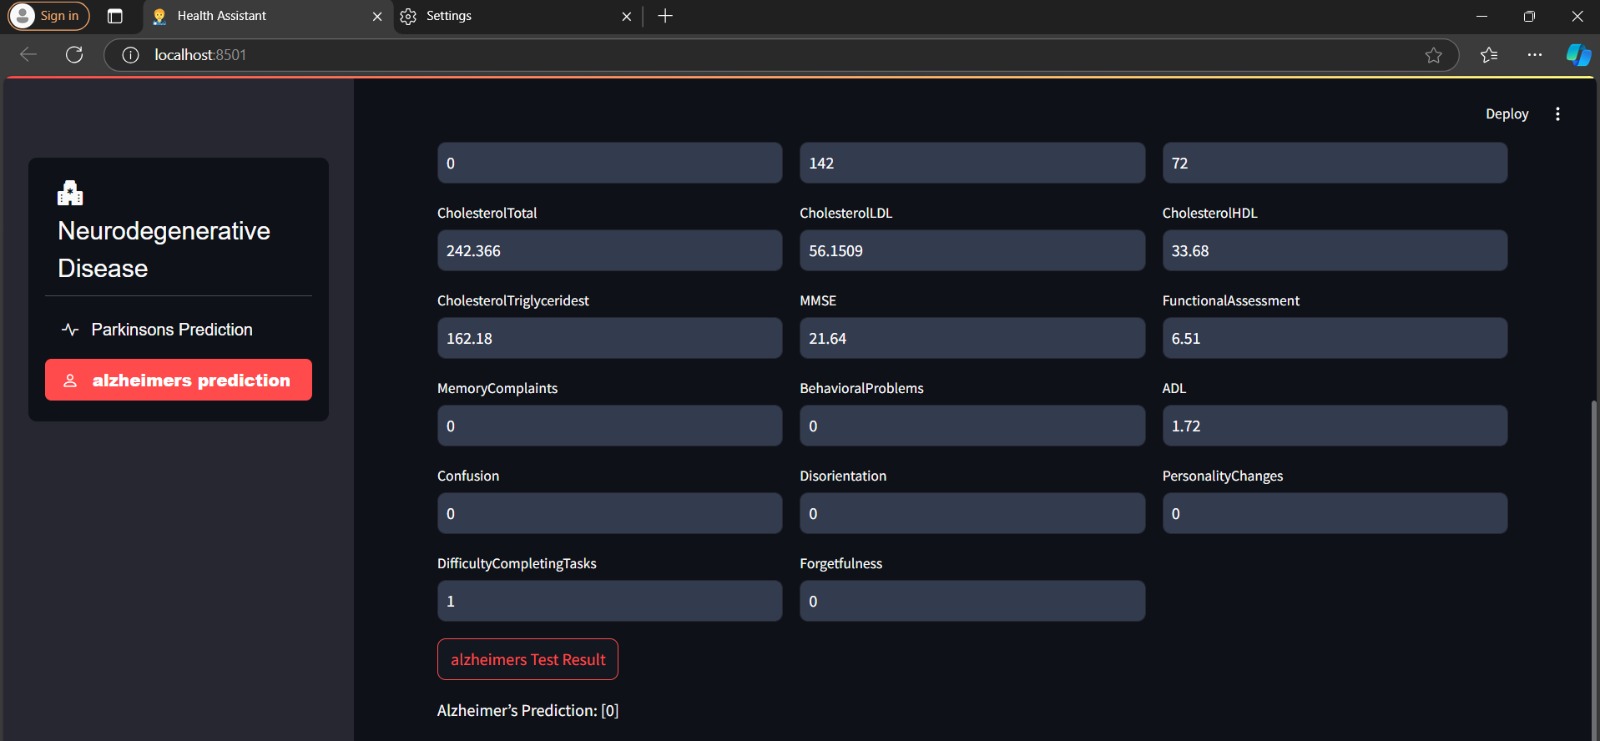 Sign in
Health Assistant
Settings
localhost:8501
Deploy
Neurodegenerative
Disease
Parkinsons Prediction
alzheimers prediction
0 142 72
CholesterolTotal CholesterolLDL CholesterolHDL
242.366 56.1509 33.68
CholesterolTriglyceridest MMSE FunctionalAssessment
162.18 21.64 6.51
MemoryComplaints BehavioralProblems ADL
0 0 1.72
Confusion Disorientation PersonalityChanges
0 0 0
DifficultyCompletingTasks Forgetfulness
1 0
alzheimers Test Result
Alzheimer’s Prediction: [0]